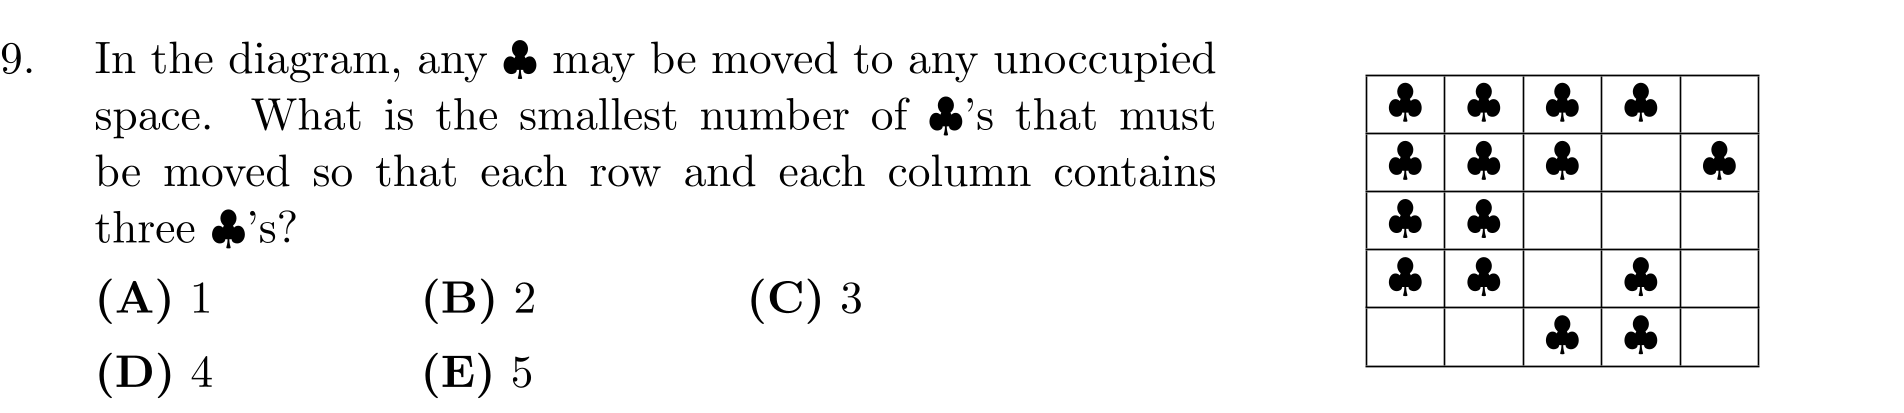 9. In the diagram, any ♣ may be moved to any unoccupied
space. What is the smallest number of ♣'s that must
be moved so that each row and each column contains
three ♣'s?
(A) 1 (B) 2 (C) 3
(D) 4 (E) 5
♣ ♣ ♣ ♣
♣ ♣ ♣ ♣
♣ ♣
♣ ♣ ♣
♣ ♣